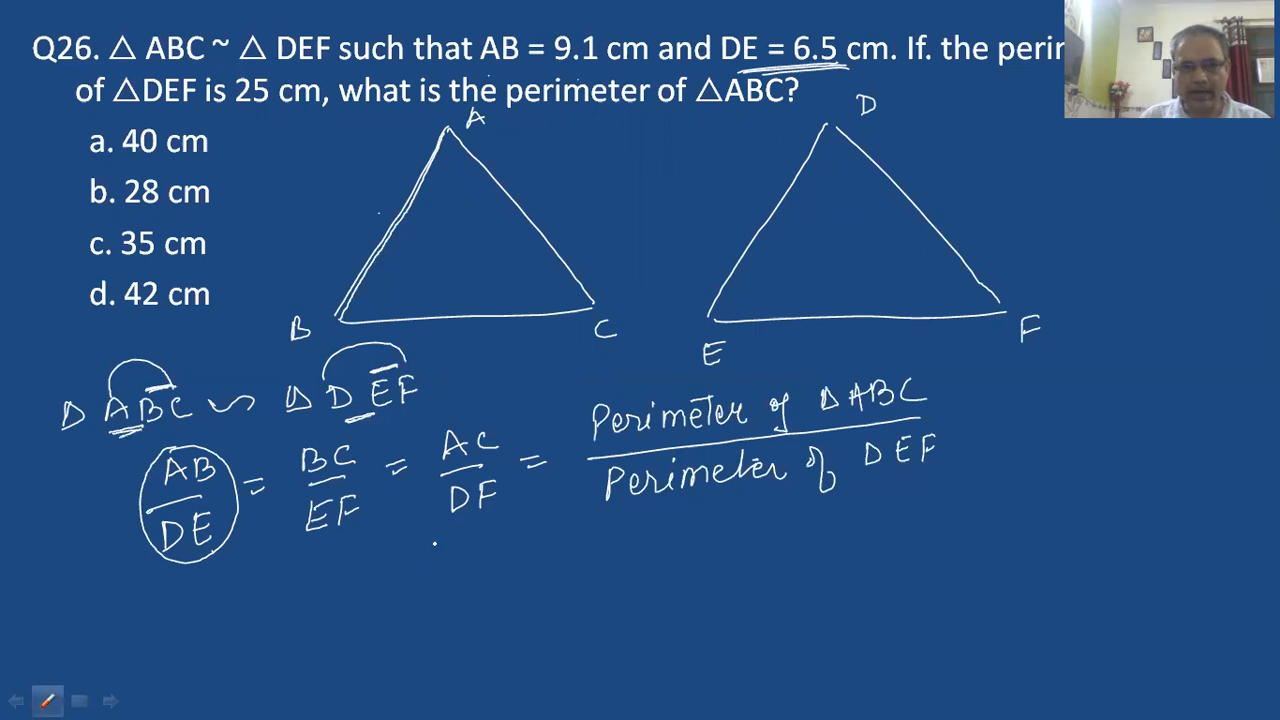 Q26. △ ABC ~ △ DEF such that AB = 9.1 cm and DE = 6.5 cm. If. the
of △DEF is 25 cm, what is the perimeter of △ABC?
a. 40 cm
b. 28 cm
c. 35 cm
d. 42 cm
A
D
B
C
E
F
△ ABC ~ △ DEF
AB/DE = BC/EF = AC/DF = Perimeter of △ABC/Perimeter of DEF